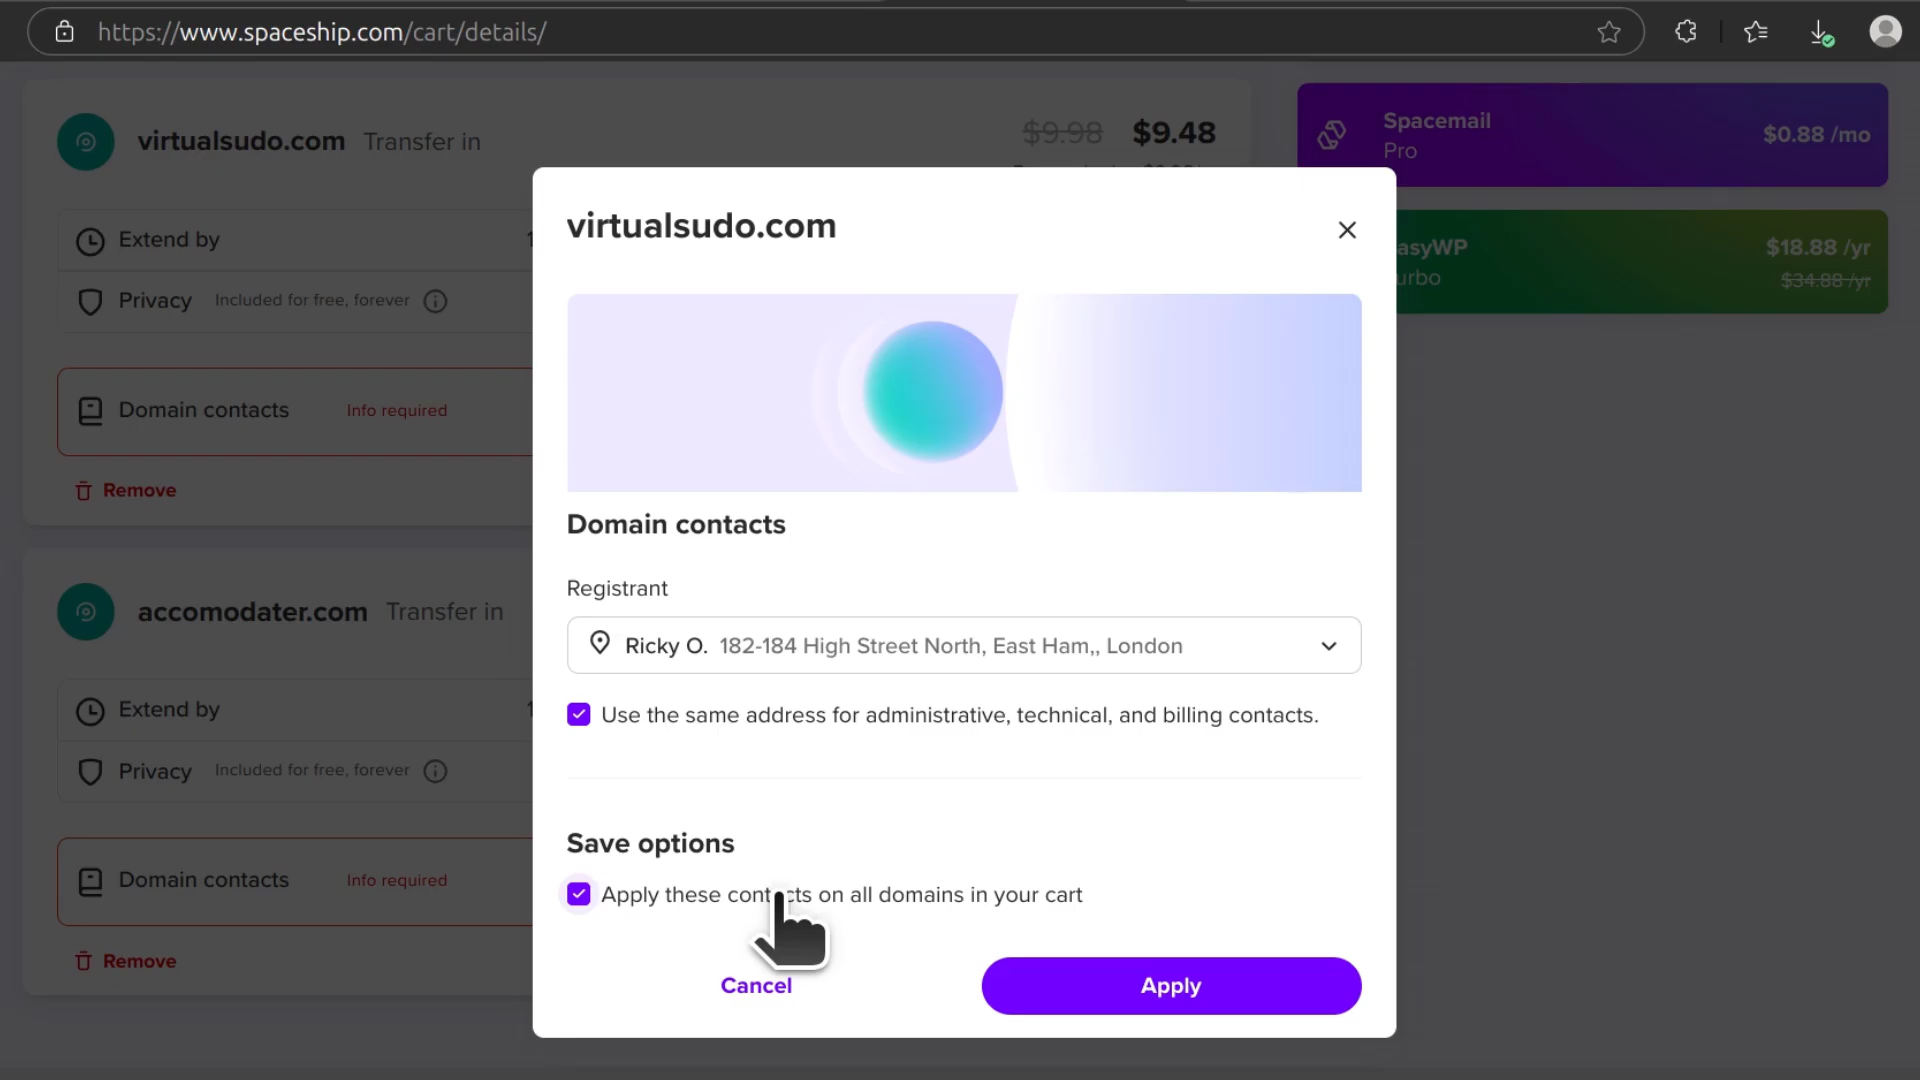 https://www.spaceship.com/cart/details/
virtualsudo.com Transfer in
$9.98 $9.48
Extend by
Privacy Included for free, forever
Domain contacts Info required
Remove
accomodater.com Transfer in
Extend by
Privacy Included for free, forever
Domain contacts Info required
Remove
Spacemail
Pro
$0.88 /mo
asyWP
urbo
$18.88 /yr
$34.88 /yr
virtualsudo.com
Domain contacts
Registrant
Ricky O. 182-184 High Street North, East Ham,, London
Use the same address for administrative, technical, and billing contacts.
Save options
Apply these contacts on all domains in your cart
Cancel
Apply